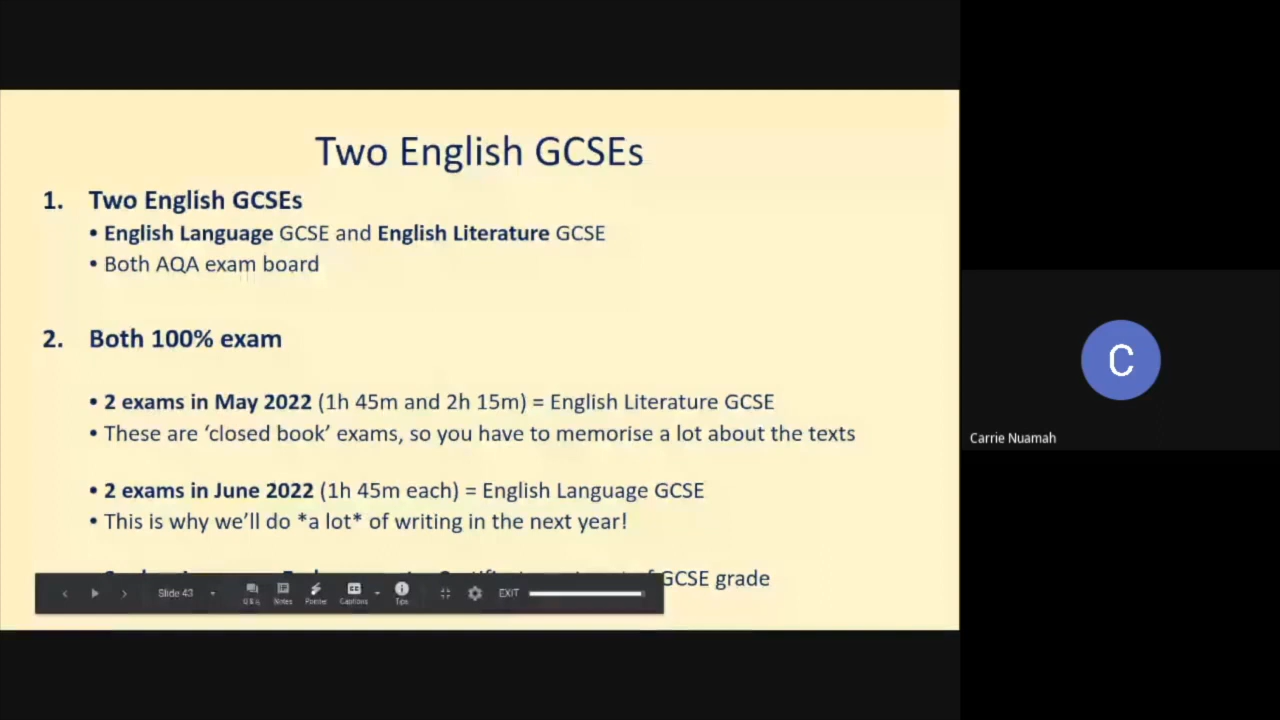 Two English GCSEs
1. Two English GCSEs
• English Language GCSE and English Literature GCSE
• Both AQA exam board
2. Both 100% exam
• 2 exams in May 2022 (1h 45m and 2h 15m) = English Literature GCSE
• These are ‘closed book’ exams, so you have to memorise a lot about the texts
• 2 exams in June 2022 (1h 45m each) = English Language GCSE
• This is why we’ll do *a lot* of writing in the next year!
GCSE grade
Slide 43
Q & A Notes Pointer Captions Tips
EXIT
C
Carrie Nuamah